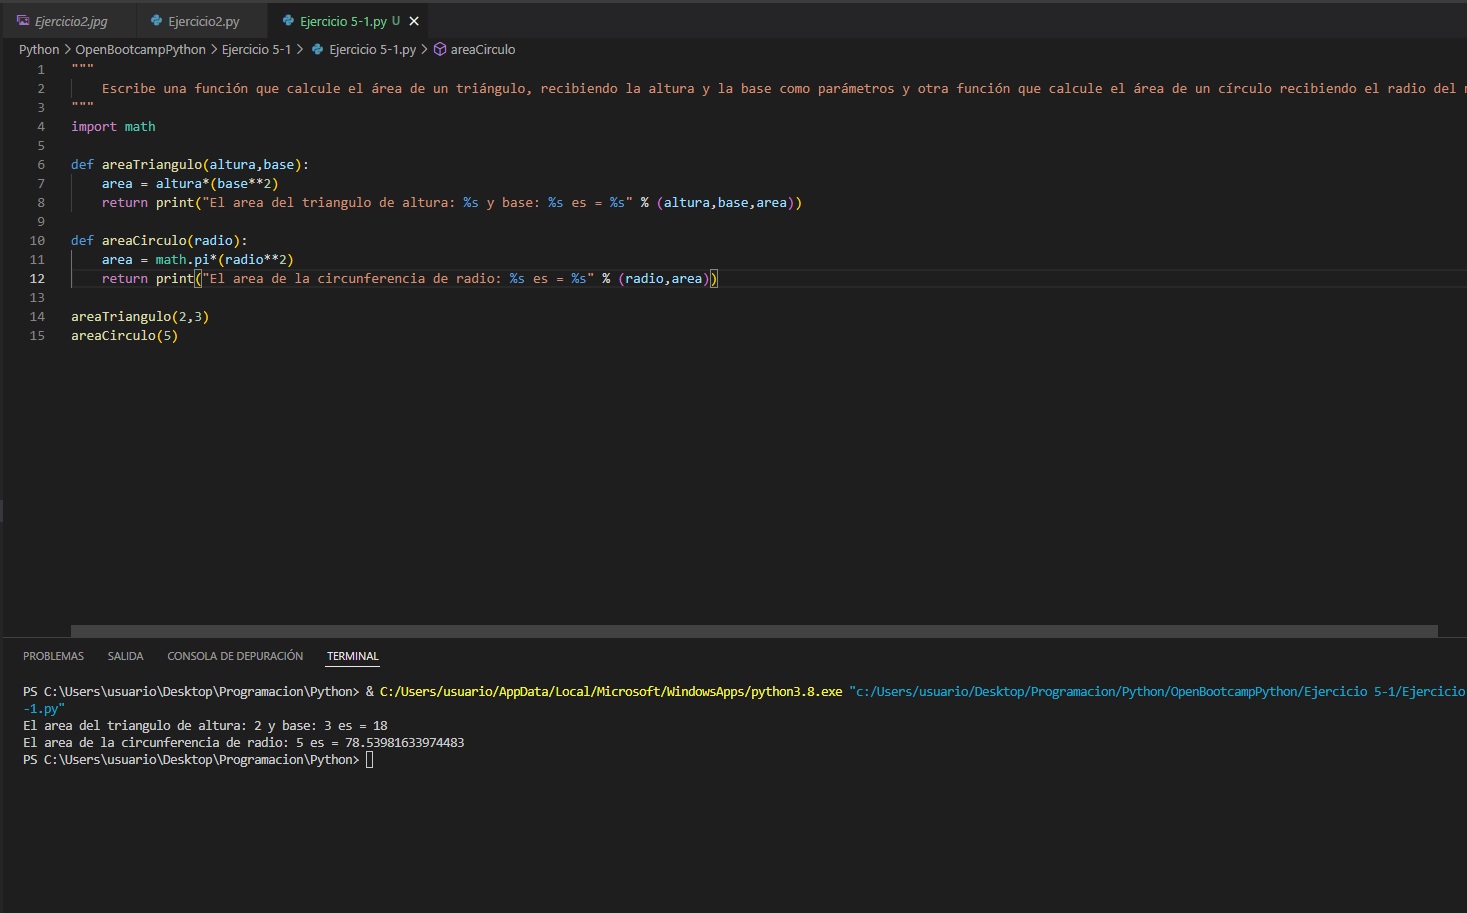 Ejercicio2.jpg Ejercicio2.py Ejercicio 5-1.py U
Python > OpenBootcampPython > Ejercicio 5-1 > Ejercicio 5-1.py > areaCirculo
1 """
2 Escribe una función que calcule el área de un triángulo, recibiendo la altura y la base como parámetros y otra función que calcule el área de un círculo recibiendo el radio del
3 """
4 import math
5
6 def areaTriangulo(altura,base):
7 area = altura*(base**2)
8 return print("El area del triangulo de altura: %s y base: %s es = %s" % (altura,base,area))
9
10 def areaCirculo(radio):
11 area = math.pi*(radio**2)
12 return print("El area de la circunferencia de radio: %s es = %s" % (radio,area))
13
14 areaTriangulo(2,3)
15 areaCirculo(5)
PROBLEMAS SALIDA CONSOLA DE DEPURACIÓN TERMINAL
PS C:\Users\usuario\Desktop\Programacion\Python> & C:/Users/usuario/AppData/Local/Microsoft/WindowsApps/python3.8.exe "c:/Users/usuario/Desktop/Programacion/Python/OpenBootcampPython/Ejercicio 5-1/Ejercicio
-1.py"
El area del triangulo de altura: 2 y base: 3 es = 18
El area de la circunferencia de radio: 5 es = 78.53981633974483
PS C:\Users\usuario\Desktop\Programacion\Python>